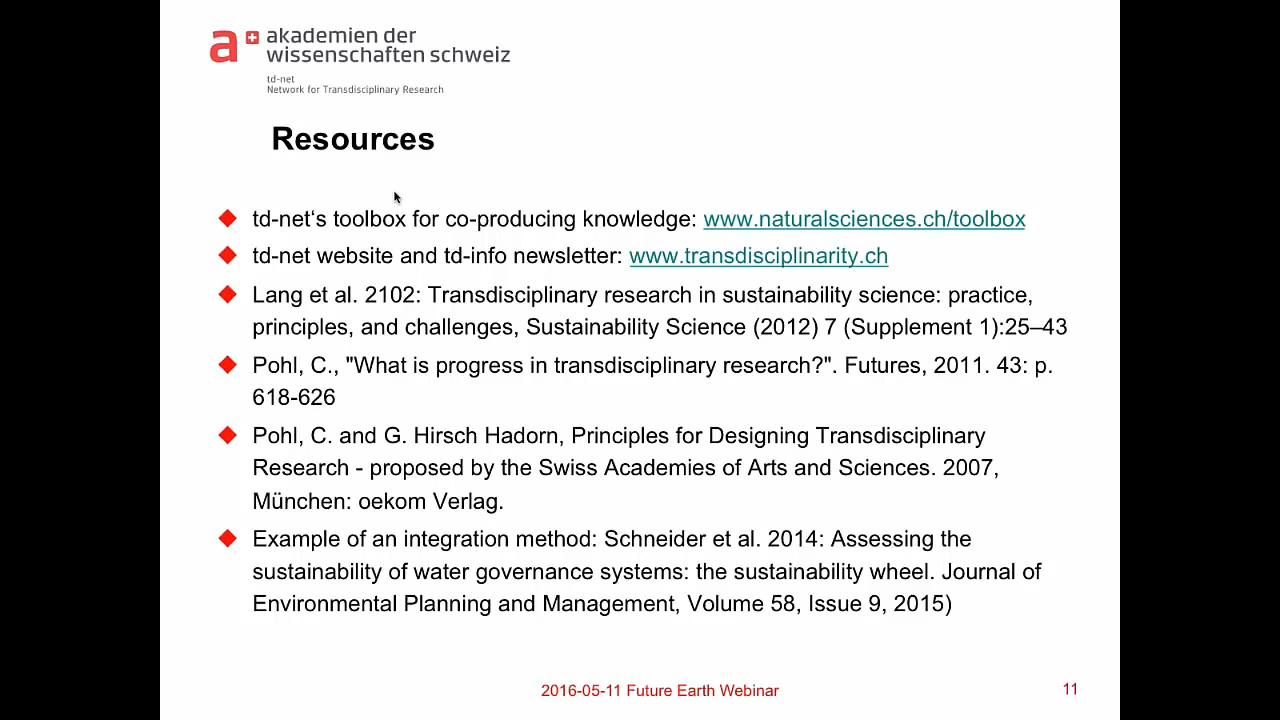 akademien der
wissenschaften schweiz
td-net
Network for Transdisciplinary Research
Resources
td-net‘s toolbox for co-producing knowledge: www.naturalsciences.ch/toolbox
td-net website and td-info newsletter: www.transdisciplinarity.ch
Lang et al. 2102: Transdisciplinary research in sustainability science: practice,
principles, and challenges, Sustainability Science (2012) 7 (Supplement 1):25–43
Pohl, C., "What is progress in transdisciplinary research?". Futures, 2011. 43: p.
618-626
Pohl, C. and G. Hirsch Hadorn, Principles for Designing Transdisciplinary
Research - proposed by the Swiss Academies of Arts and Sciences. 2007,
München: oekom Verlag.
Example of an integration method: Schneider et al. 2014: Assessing the
sustainability of water governance systems: the sustainability wheel. Journal of
Environmental Planning and Management, Volume 58, Issue 9, 2015)
2016-05-11 Future Earth Webinar
11